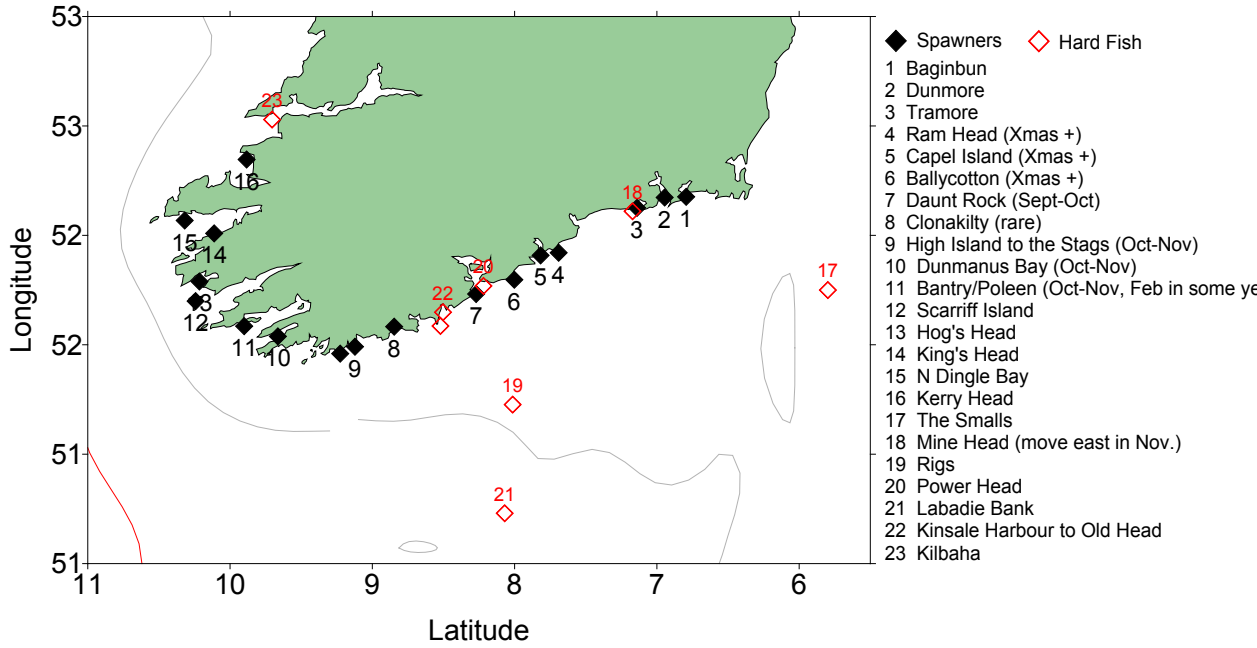 53
53
52
52
51
51
11
10
9
8
7
6
Longitude
Latitude
23
16
15
14
3
12
11
10
9
8
22
7
20
6
5
4
18
3
2
1
17
19
21
Spawners
Hard Fish
1 Baginbun
2 Dunmore
3 Tramore
4 Ram Head (Xmas +)
5 Capel Island (Xmas +)
6 Ballycotton (Xmas +)
7 Daunt Rock (Sept-Oct)
8 Clonakilty (rare)
9 High Island to the Stags (Oct-Nov)
10 Dunmanus Bay (Oct-Nov)
11 Bantry/Poleen (Oct-Nov, Feb in some ye
12 Scarriff Island
13 Hog's Head
14 King's Head
15 N Dingle Bay
16 Kerry Head
17 The Smalls
18 Mine Head (move east in Nov.)
19 Rigs
20 Power Head
21 Labadie Bank
22 Kinsale Harbour to Old Head
23 Kilbaha